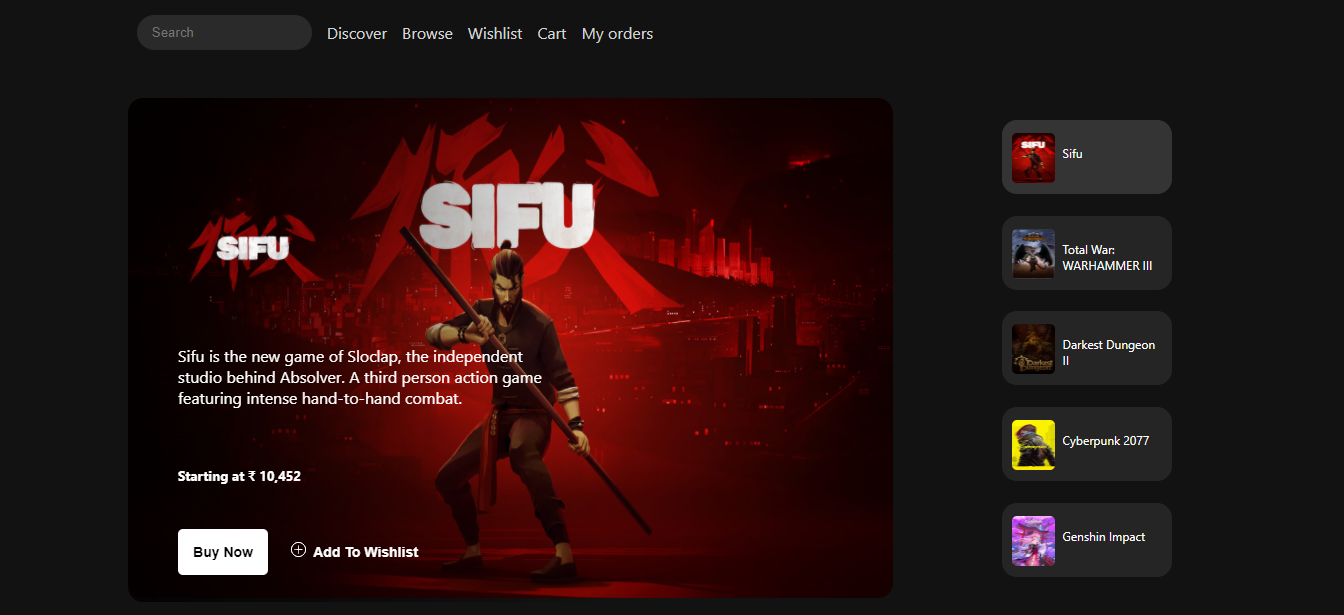 Search
Discover
Browse
Wishlist
Cart
My orders
SIFU
SIFU
Sifu is the new game of Sloclap, the independent
studio behind Absolver. A third person action game
featuring intense hand-to-hand combat.
Starting at ₹ 10,452
Buy Now
Add To Wishlist
SIFU
Sifu
Total War:
WARHAMMER III
Darkest Dungeon
II
Darkest
Dungeon
Cyberpunk 2077
Genshin Impact